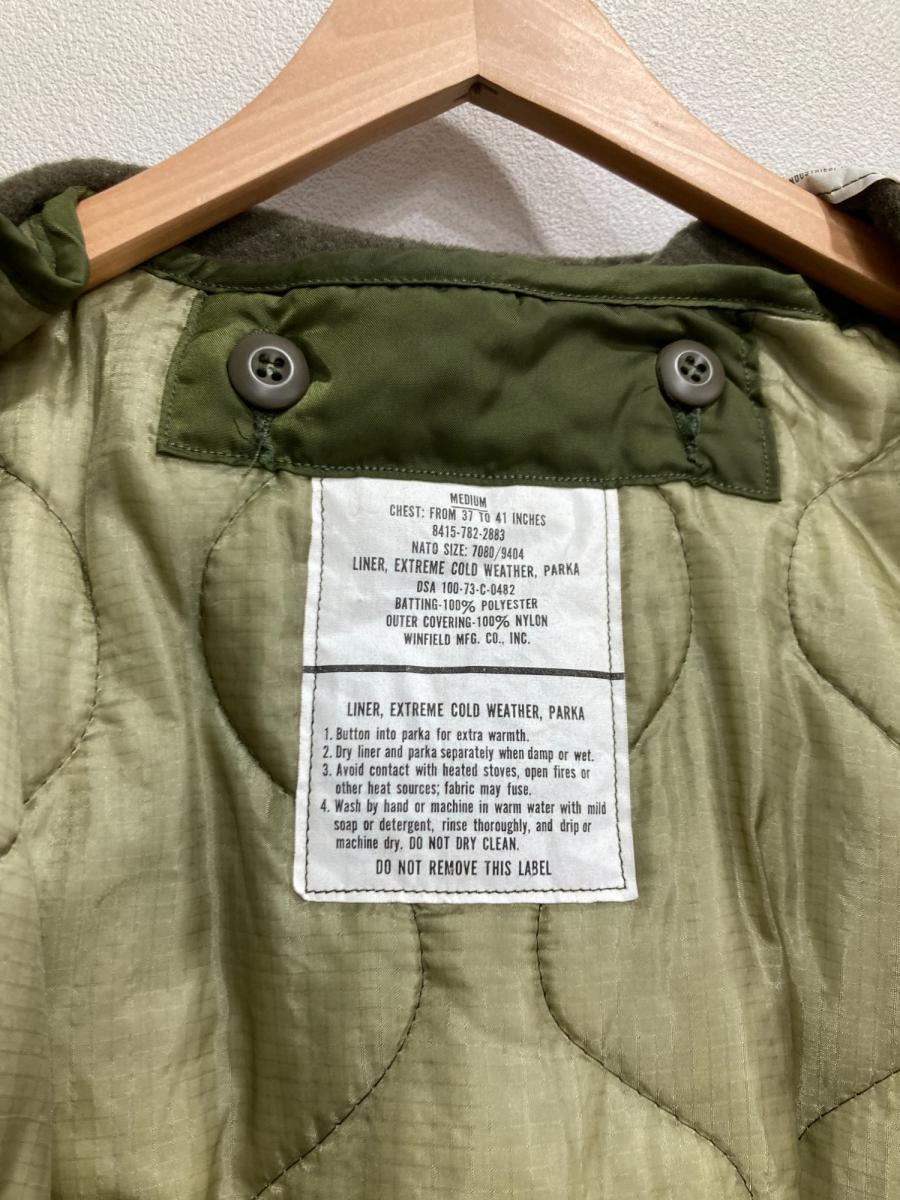 NDUSTRIES,
MEDIUM
CHEST: FROM 37 TO 41 INCHES
8415-782-2883
NATO SIZE: 7080/9404
LINER, EXTREME COLD WEATHER, PARKA
DSA 100-73-C-0482
BATTING-100% POLYESTER
OUTER COVERING-100% NYLON
WINFIELD MFG. CO., INC.
LINER, EXTREME COLD WEATHER, PARKA
1. Button into parka for extra warmth.
2. Dry liner and parka separately when damp or wet.
3. Avoid contact with heated stoves, open fires or
other heat sources; fabric may fuse.
4. Wash by hand or machine in warm water with mild
soap or detergent, rinse thoroughly, and drip or
machine dry. DO NOT DRY CLEAN.
DO NOT REMOVE THIS LABEL